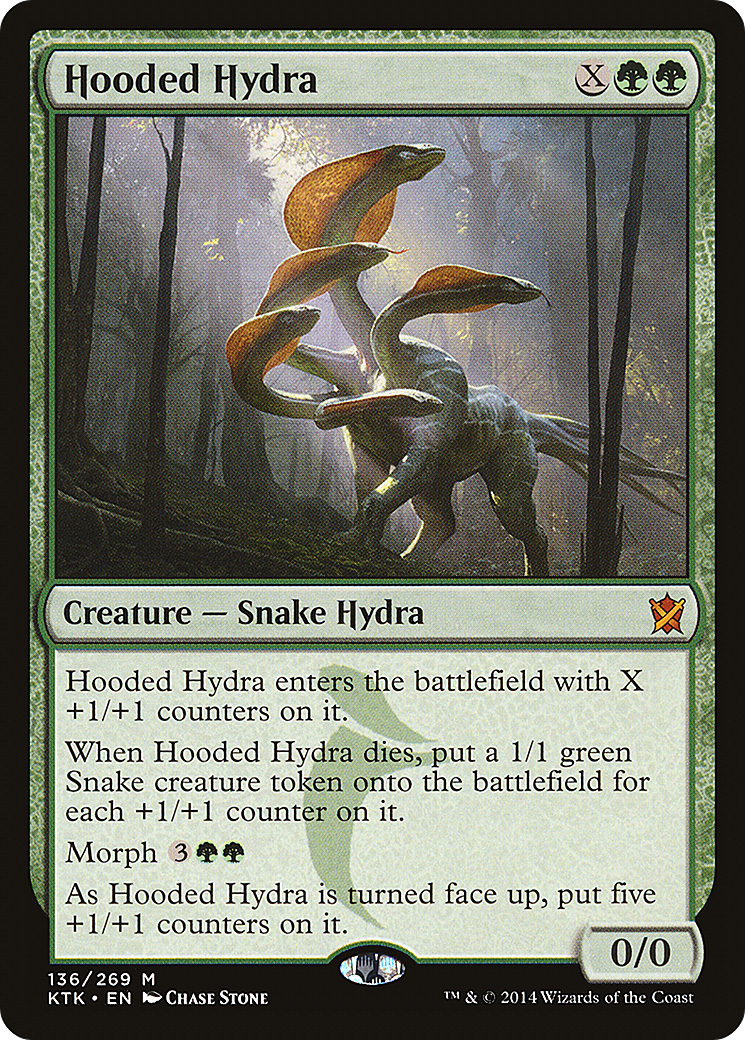 Hooded Hydra X
Creature — Snake Hydra
Hooded Hydra enters the battlefield with X
+1/+1 counters on it.
When Hooded Hydra dies, put a 1/1 green
Snake creature token onto the battlefield for
each +1/+1 counter on it.
Morph 3
As Hooded Hydra is turned face up, put five
+1/+1 counters on it.
0/0
136/269 M
KTK • EN Chase Stone
™ & © 2014 Wizards of the Coast